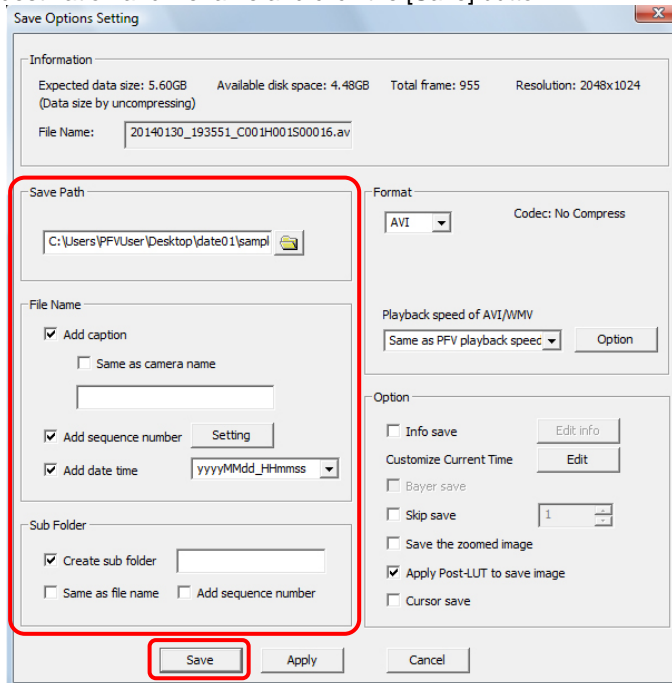 Save Options Setting
Information
Expected data size: 5.60GB Available disk space: 4.48GB Total frame: 955 Resolution: 2048x1024
(Data size by uncompressing)
File Name: 20140130_193551_C001H001S00016.av
Save Path
C:\Users\PFVUser\Desktop\date01\sampl
File Name
Add caption
Same as camera name
Add sequence number Setting
Add date time yyyyMMdd_HHmmss
Sub Folder
Create sub folder
Same as file name Add sequence number
Format
AVI Codec: No Compress
Playback speed of AVI/WMV
Same as PFV playback speed Option
Option
Info save Edit info
Customize Current Time Edit
Bayer save
Skip save 1
Save the zoomed image
Apply Post-LUT to save image
Cursor save
Save Apply Cancel